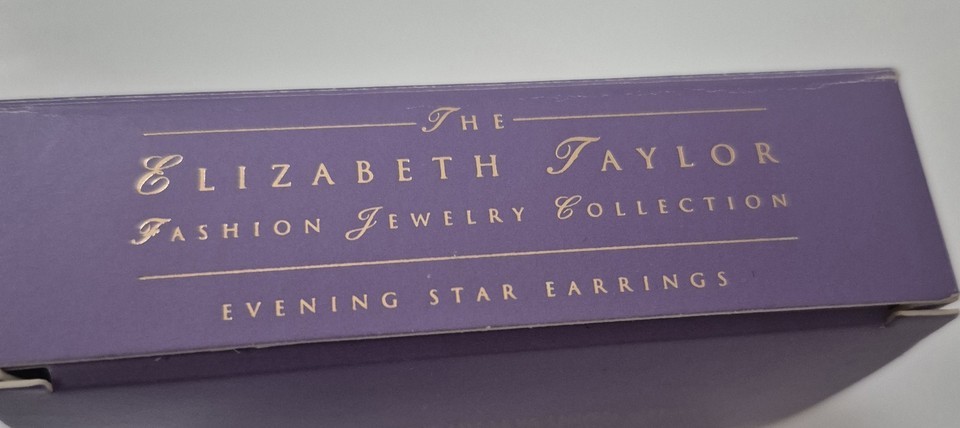 THE
ELIZABETH TAYLOR
FASHION JEWELRY COLLECTION
EVENING STAR EARRINGS